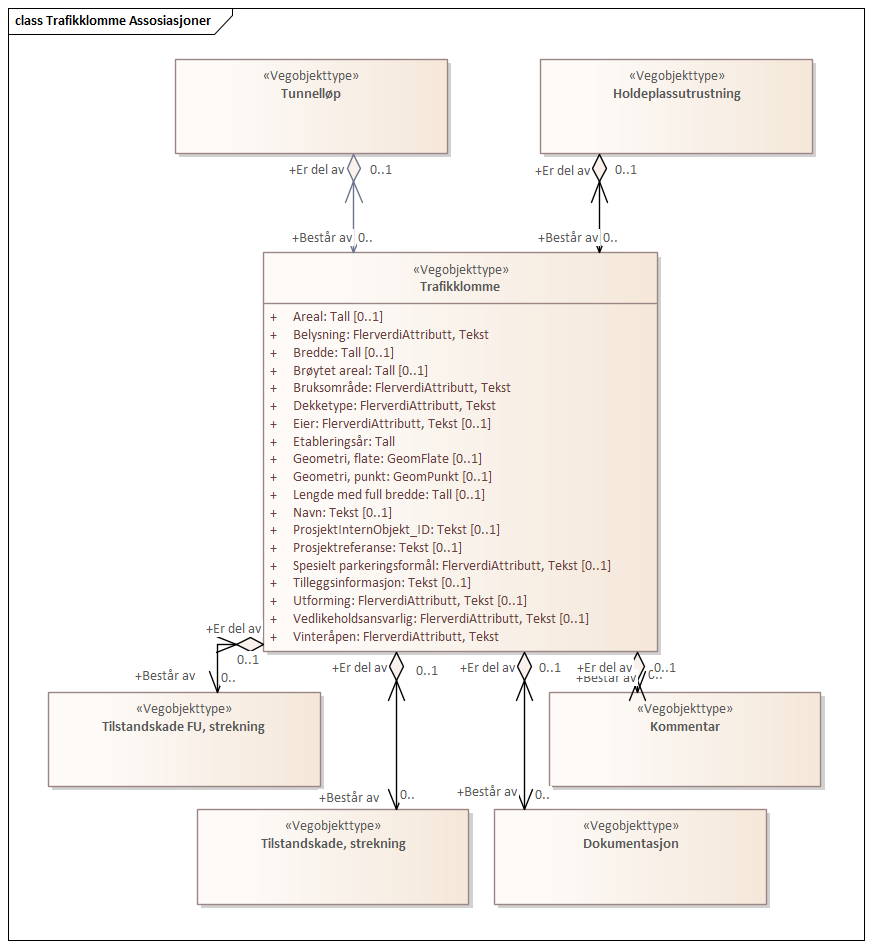 class Trafikklomme Assosiasjoner
«Vegobjekttype»
Tunnelløp
«Vegobjekttype»
Holdeplassutrustning
+Er del av 0..1
+Er del av 0..1
+Består av 0..
+Består av 0..
«Vegobjekttype»
Trafikklomme
+ Areal: Tall [0..1]
+ Belysning: FlerverdiAttributt, Tekst
+ Bredde: Tall [0..1]
+ Brøytet areal: Tall [0..1]
+ Bruksområde: FlerverdiAttributt, Tekst
+ Dekketype: FlerverdiAttributt, Tekst
+ Eier: FlerverdiAttributt, Tekst [0..1]
+ Etableringsår: Tall
+ Geometri, flate: GeomFlate [0..1]
+ Geometri, punkt: GeomPunkt [0..1]
+ Lengde med full bredde: Tall [0..1]
+ Navn: Tekst [0..1]
+ ProsjektInternObjekt_ID: Tekst [0..1]
+ Prosjektreferanse: Tekst [0..1]
+ Spesielt parkeringsformål: FlerverdiAttributt, Tekst [0..1]
+ Tilleggsinformasjon: Tekst [0..1]
+ Utforming: FlerverdiAttributt, Tekst [0..1]
+ Vedlikeholdsansvarlig: FlerverdiAttributt, Tekst [0..1]
+ Vinteråpen: FlerverdiAttributt, Tekst
+Er del av
0..1
+Består av 0..
+Er del av 0..1
+Er del av 0..1
+Er del av 0..1
+Består av 0..
«Vegobjekttype»
Tilstandskade FU, strekning
«Vegobjekttype»
Kommentar
+Består av 0..
+Består av 0..
«Vegobjekttype»
Tilstandskade, strekning
«Vegobjekttype»
Dokumentasjon